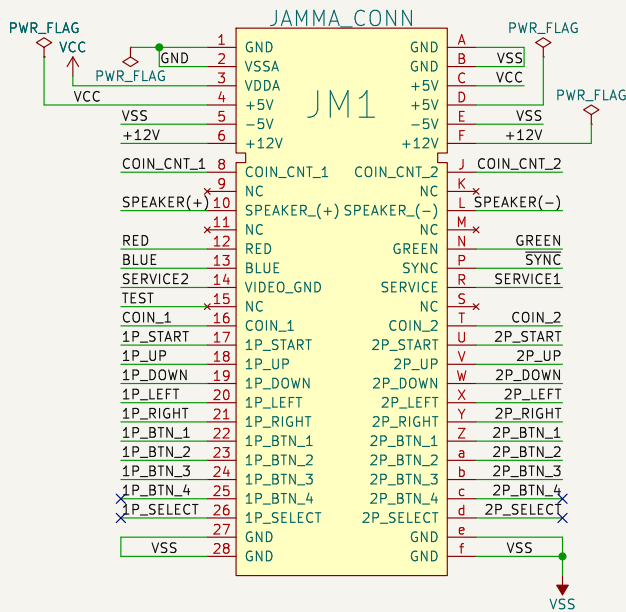 JAMMA_CONN
PWR_FLAG
VCC
PWR_FLAG
PWR_FLAG
PWR_FLAG
JM1
1 GND GND A
GND 2 VSSA GND B VSS
3 VDDA +5V C VCC
VCC 4 +5V +5V D
VSS 5 -5V -5V E VSS
+12V 6 +12V +12V F +12V
COIN_CNT_1 8 COIN_CNT_1 COIN_CNT_2 J COIN_CNT_2
9 NC NC K
SPEAKER(+) 10 SPEAKER_(+) SPEAKER_(-) L SPEAKER(-)
11 NC NC M
RED 12 RED GREEN N GREEN
BLUE 13 BLUE SYNC P SYNC
SERVICE2 14 VIDEO_GND SERVICE R SERVICE1
TEST 15 NC NC S
COIN_1 16 COIN_1 COIN_2 T COIN_2
1P_START 17 1P_START 2P_START U 2P_START
1P_UP 18 1P_UP 2P_UP V 2P_UP
1P_DOWN 19 1P_DOWN 2P_DOWN W 2P_DOWN
1P_LEFT 20 1P_LEFT 2P_LEFT X 2P_LEFT
1P_RIGHT 21 1P_RIGHT 2P_RIGHT Y 2P_RIGHT
1P_BTN_1 22 1P_BTN_1 2P_BTN_1 Z 2P_BTN_1
1P_BTN_2 23 1P_BTN_2 2P_BTN_2 a 2P_BTN_2
1P_BTN_3 24 1P_BTN_3 2P_BTN_3 b 2P_BTN_3
1P_BTN_4 25 1P_BTN_4 2P_BTN_4 c 2P_BTN_4
1P_SELECT 26 1P_SELECT 2P_SELECT d 2P_SELECT
27 GND GND e
VSS 28 GND GND f VSS
VSS